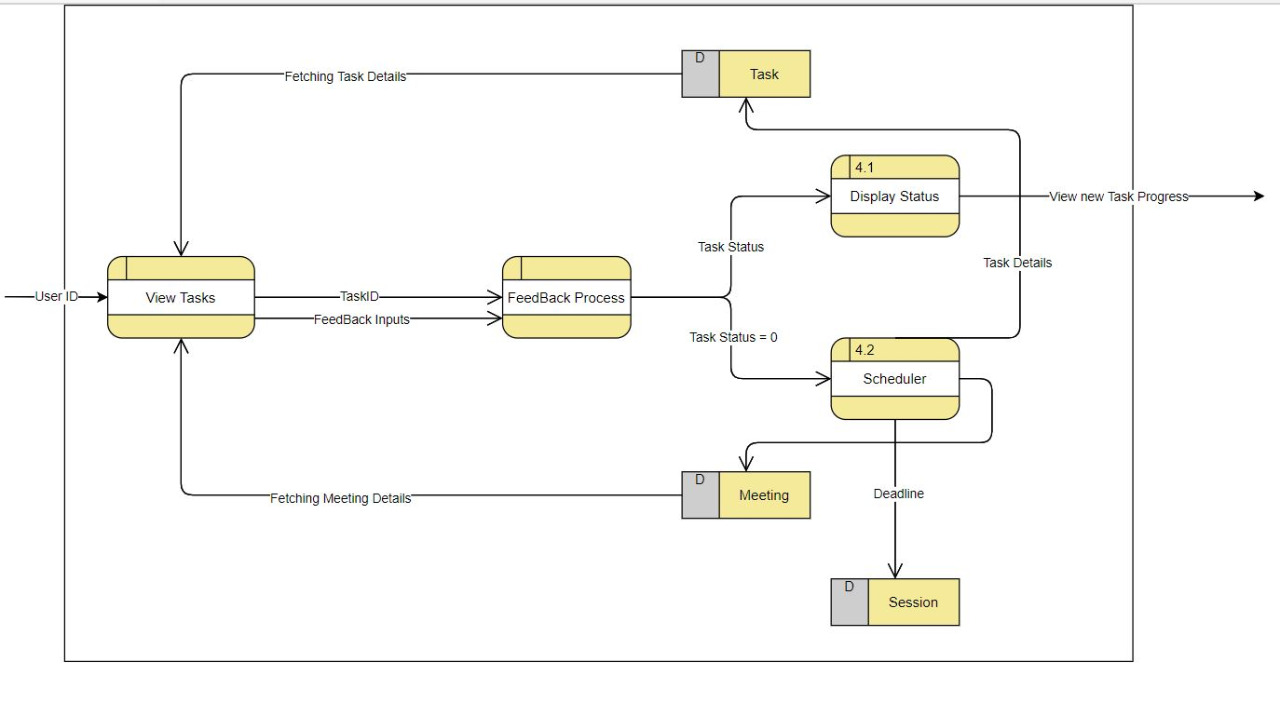 D
Task
Fetching Task Details
4.1
Display Status
View new Task Progress
Task Status
Task Details
User ID
View Tasks
TaskID
FeedBack Inputs
FeedBack Process
Task Status = 0
4.2
Scheduler
D
Meeting
Fetching Meeting Details
Deadline
D
Session